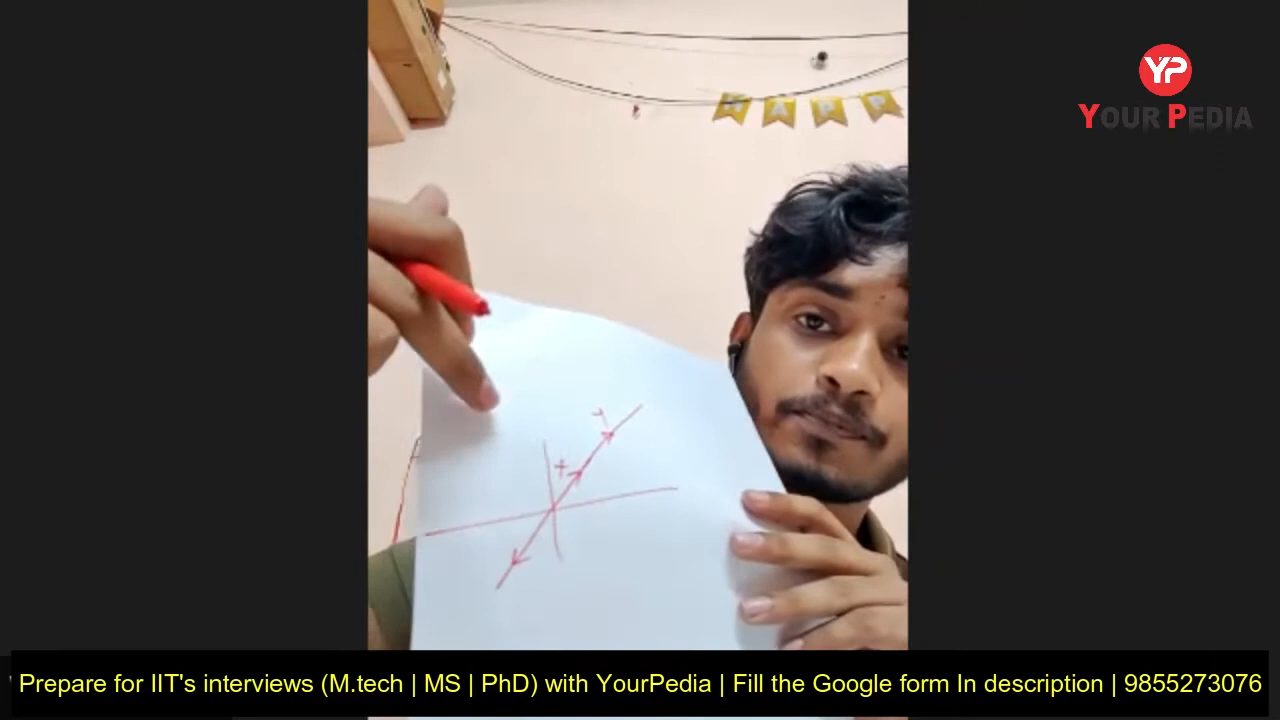 HAPP
YP
YOUR PEDIA
+
Prepare for IIT's interviews (M.tech | MS | PhD) with YourPedia | Fill the Google form In description | 9855273076